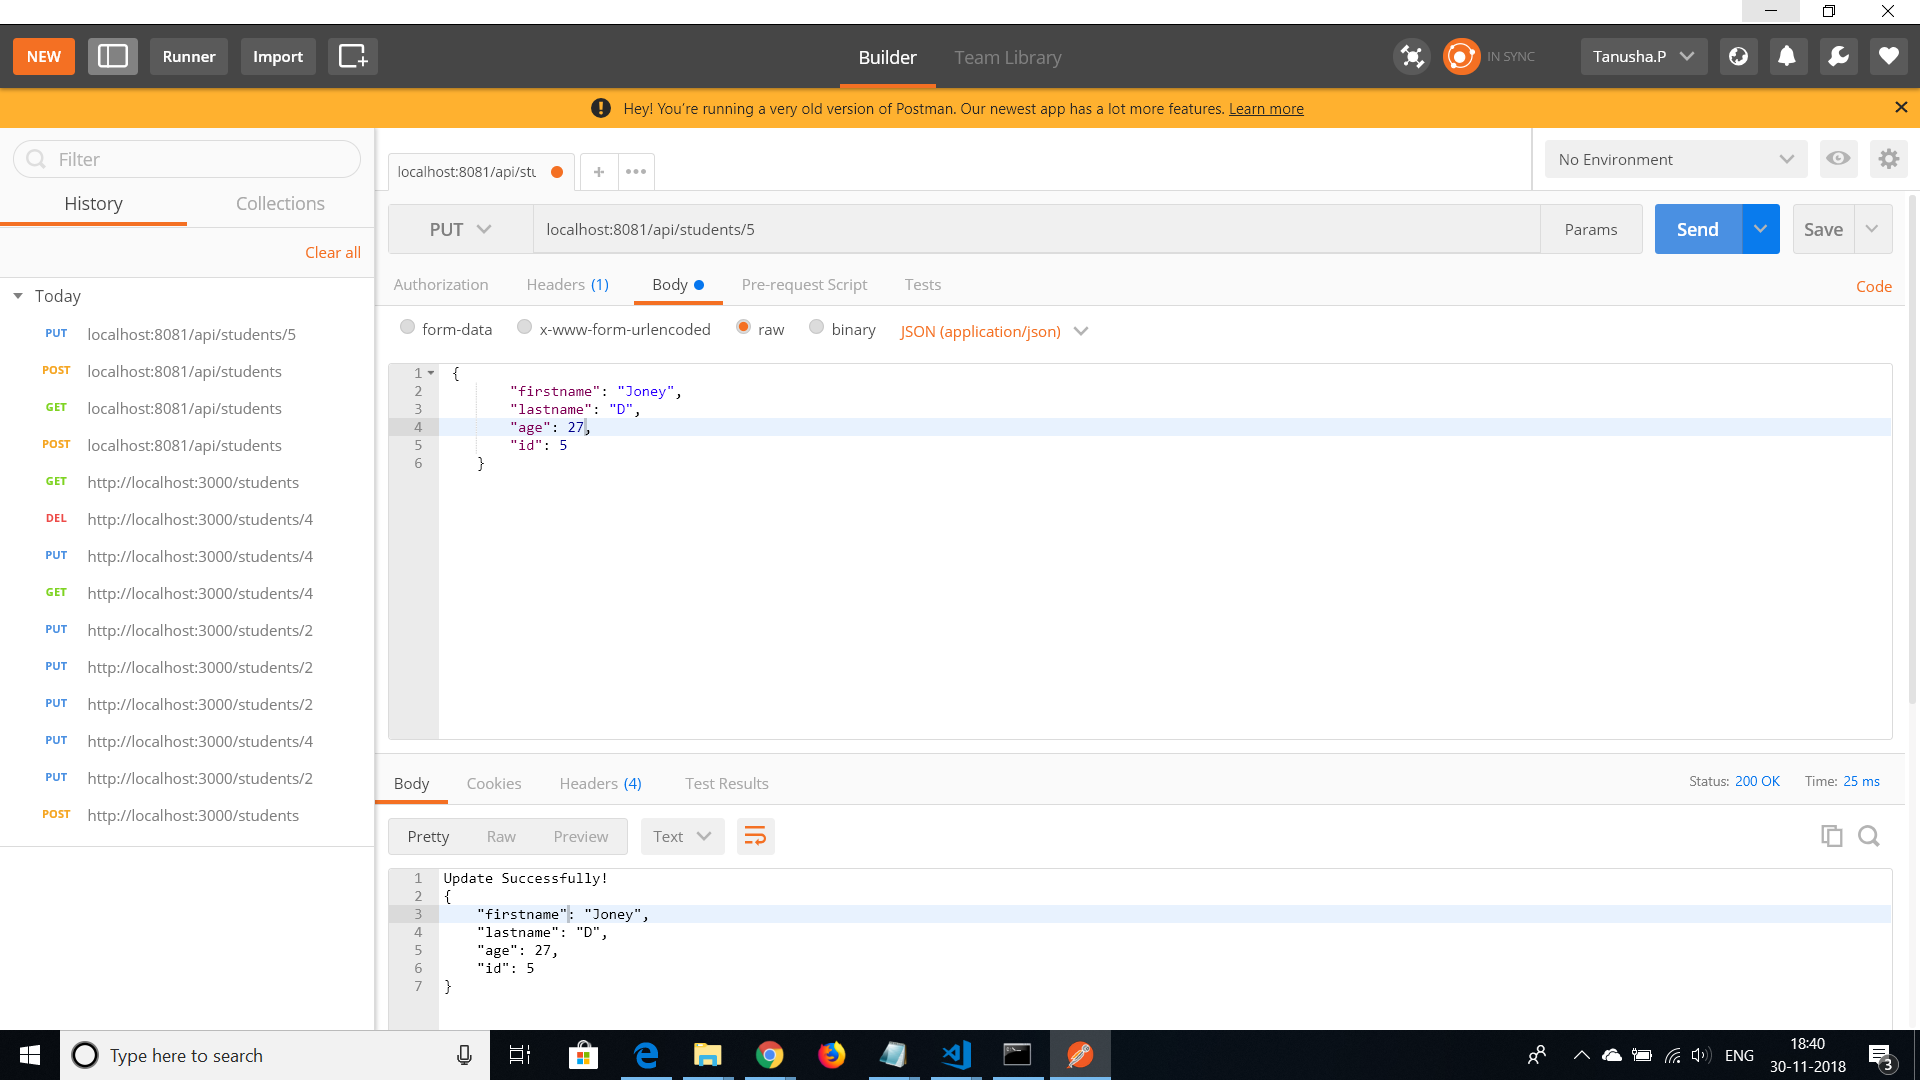 NEW
Runner
Import
Builder
Team Library
IN SYNC
Tanusha.P
Hey! You're running a very old version of Postman. Our newest app has a lot more features. Learn more
Filter
History
Collections
Clear all
Today
PUT localhost:8081/api/students/5
POST localhost:8081/api/students
GET localhost:8081/api/students
POST localhost:8081/api/students
GET http://localhost:3000/students
DEL http://localhost:3000/students/4
PUT http://localhost:3000/students/4
GET http://localhost:3000/students/4
PUT http://localhost:3000/students/2
PUT http://localhost:3000/students/2
PUT http://localhost:3000/students/2
PUT http://localhost:3000/students/4
PUT http://localhost:3000/students/2
POST http://localhost:3000/students
localhost:8081/api/stu
No Environment
PUT
localhost:8081/api/students/5
Params
Send
Save
Authorization
Headers (1)
Body
Pre-request Script
Tests
Code
form-data
x-www-form-urlencoded
raw
binary
JSON (application/json)
1 {
2 "firstname": "Joney",
3 "lastname": "D",
4 "age": 27,
5 "id": 5
6 }
Body
Cookies
Headers (4)
Test Results
Status: 200 OK
Time: 25 ms
Pretty
Raw
Preview
Text
1 Update Successfully!
2 {
3 "firstname": "Joney",
4 "lastname": "D",
5 "age": 27,
6 "id": 5
7 }
Type here to search
ENG
18:40
30-11-2018
3